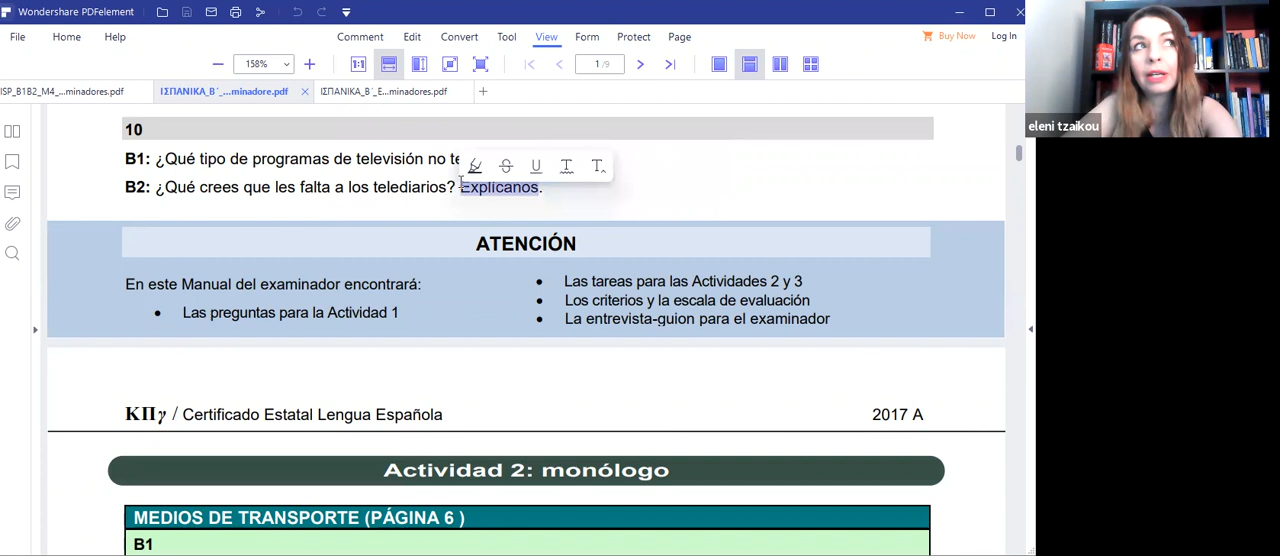 Wondershare PDFelement
File Home Help Comment Edit Convert Tool View Form Protect Page Buy Now Log In
158% 1:1 1 /9
ISP_B1B2_M4_...minadores.pdf ΙΣΠΑΝΙΚΑ_Β΄_...minadore.pdf ΙΣΠΑΝΙΚΑ_Β΄_E...minadores.pdf
10
B1: ¿Qué tipo de programas de televisión no te
B2: ¿Qué crees que les falta a los telediarios? Explícanos.
ATENCIÓN
En este Manual del examinador encontrará:
• Las preguntas para la Actividad 1
• Las tareas para las Actividades 2 y 3
• Los criterios y la escala de evaluación
• La entrevista-guion para el examinador
ΚΠγ / Certificado Estatal Lengua Española 2017 A
Actividad 2: monólogo
MEDIOS DE TRANSPORTE (PÁGINA 6 )
B1
eleni tzaikou